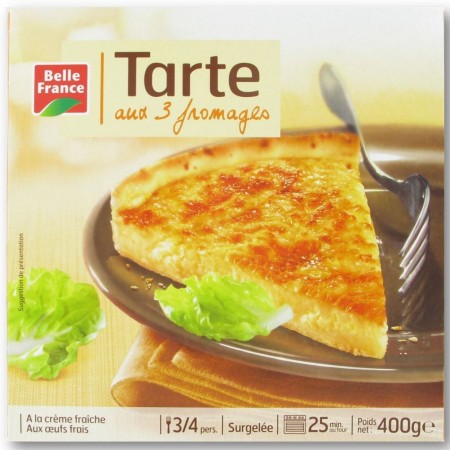 Belle
France
Tarte
aux 3 fromages
Suggestion de présentation
A la crème fraîche
Aux œufs frais
3/4 pers.
Surgelée
25 min. au four
Poids net : 400g℮